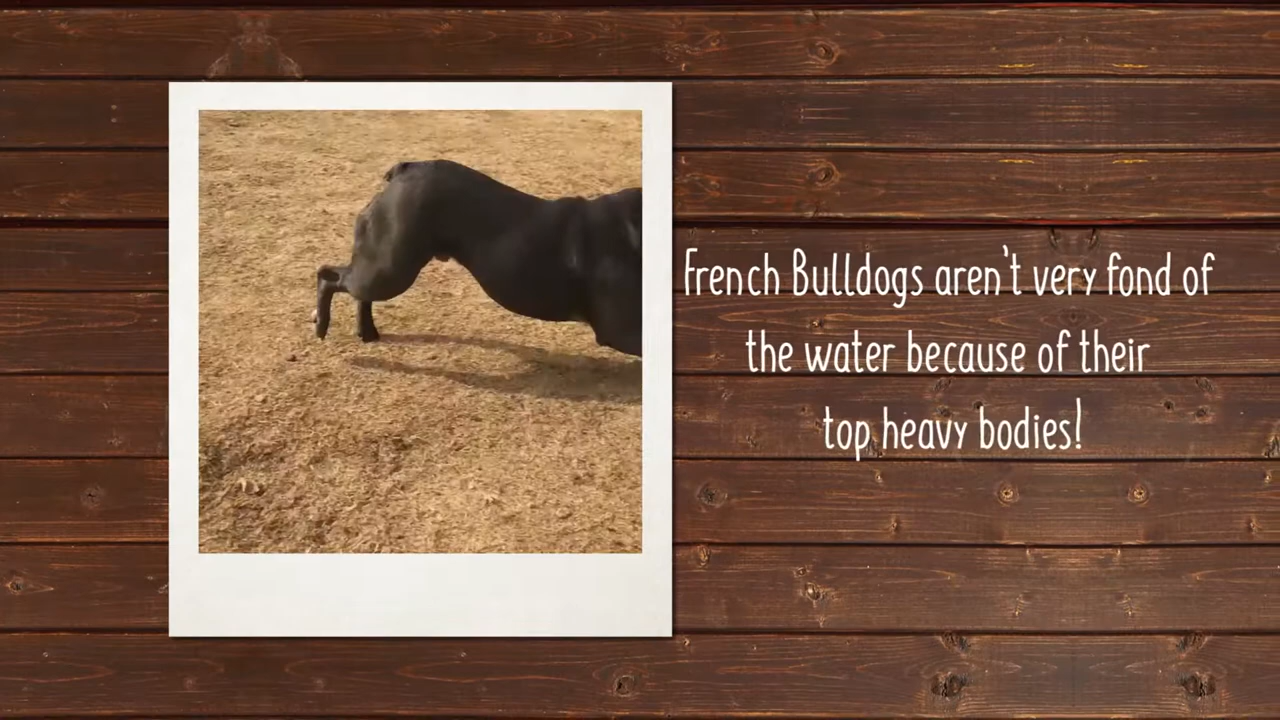 French Bulldogs aren't very fond of
the water because of their
top heavy bodies!